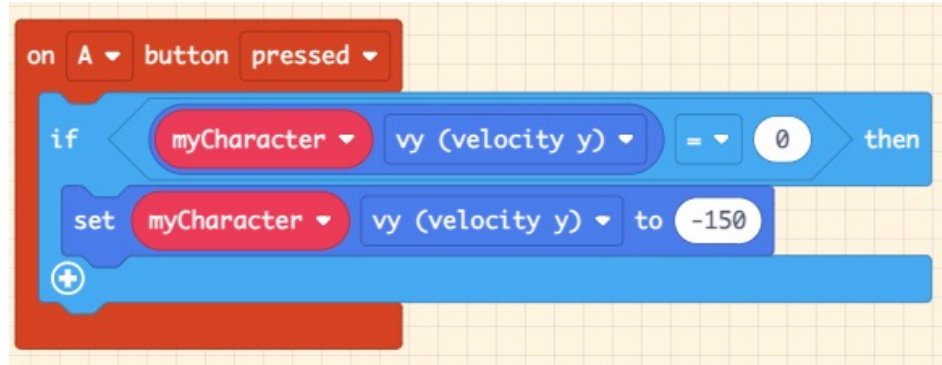 on A button pressed
if myCharacter vy (velocity y) = 0 then
set myCharacter vy (velocity y) to -150